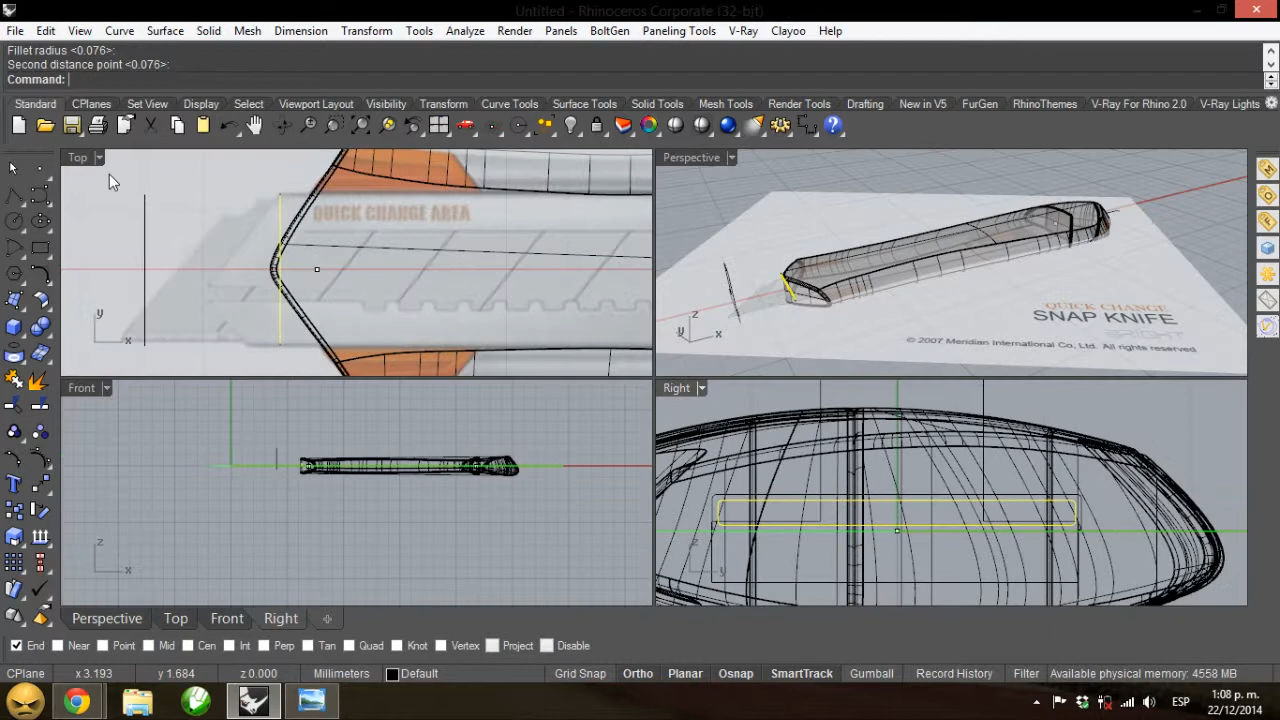 Untitled - Rhinoceros Corporate (32-bit)
File Edit View Curve Surface Solid Mesh Dimension Transform Tools Analyze Render Panels BoltGen Paneling Tools V-Ray Clayoo Help
Fillet radius <0.076>:
Second distance point <0.076>:
Command:
Standard CPlanes Set View Display Select Viewport Layout Visibility Transform Curve Tools Surface Tools Solid Tools Mesh Tools Render Tools Drafting New in V5 FurGen RhinoThemes V-Ray For Rhino 2.0 V-Ray Lights
Top
QUICK CHANGE AREA
y
x
Perspective
z
y
x
QUICK CHANGE
SNAP KNIFE
© 2007 Meridian International Co, Ltd. All rights reserved.
Front
z
x
Right
z
y
Perspective Top Front Right
End Near Point Mid Cen Int Perp Tan Quad Knot Vertex Project Disable
CPlane x 3.193 y 1.684 z 0.000 Millimeters Default Grid Snap Ortho Planar Osnap SmartTrack Gumball Record History Filter Available physical memory: 4558 MB
ESP
1:08 p. m.
22/12/2014